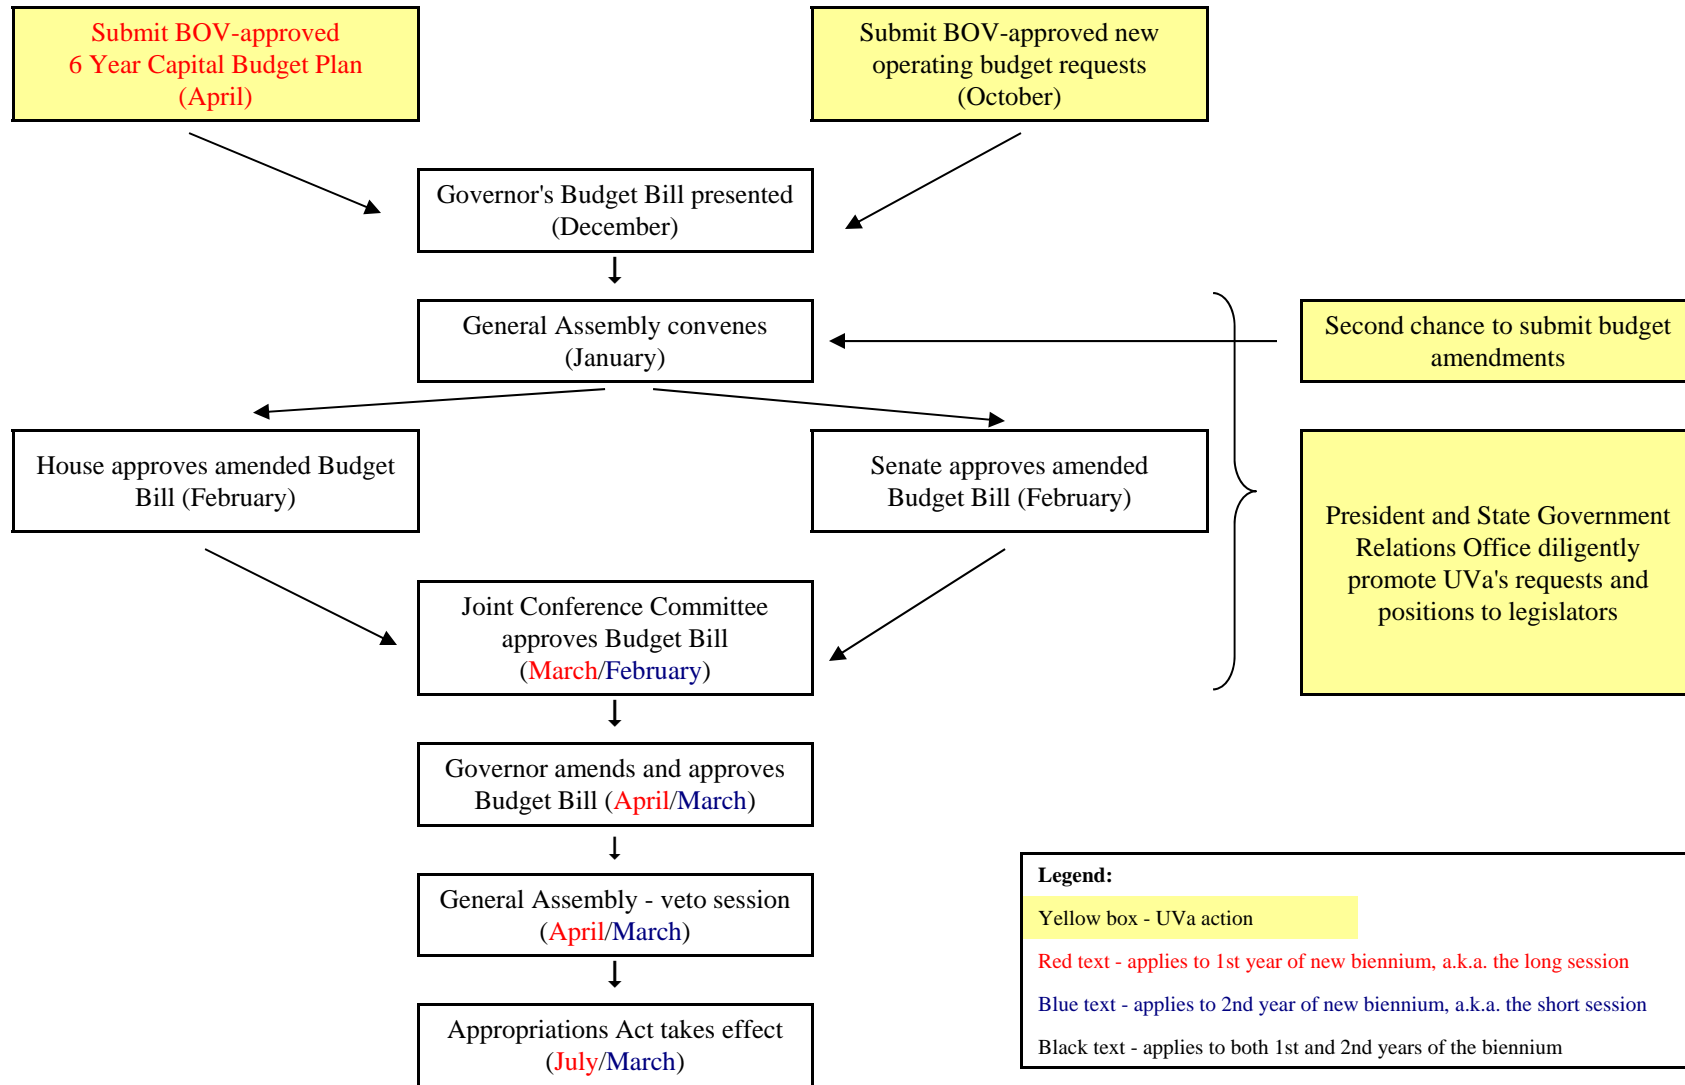 Submit BOV-approved
6 Year Capital Budget Plan
(April)
Submit BOV-approved new
operating budget requests
(October)
Governor's Budget Bill presented
(December)
General Assembly convenes
(January)
Second chance to submit budget
amendments
House approves amended Budget
Bill (February)
Senate approves amended
Budget Bill (February)
President and State Government
Relations Office diligently
promote UVa's requests and
positions to legislators
Joint Conference Committee
approves Budget Bill
(March/February)
Governor amends and approves
Budget Bill (April/March)
General Assembly - veto session
(April/March)
Appropriations Act takes effect
(July/March)
Legend:
Yellow box - UVa action
Red text - applies to 1st year of new biennium, a.k.a. the long session
Blue text - applies to 2nd year of new biennium, a.k.a. the short session
Black text - applies to both 1st and 2nd years of the biennium